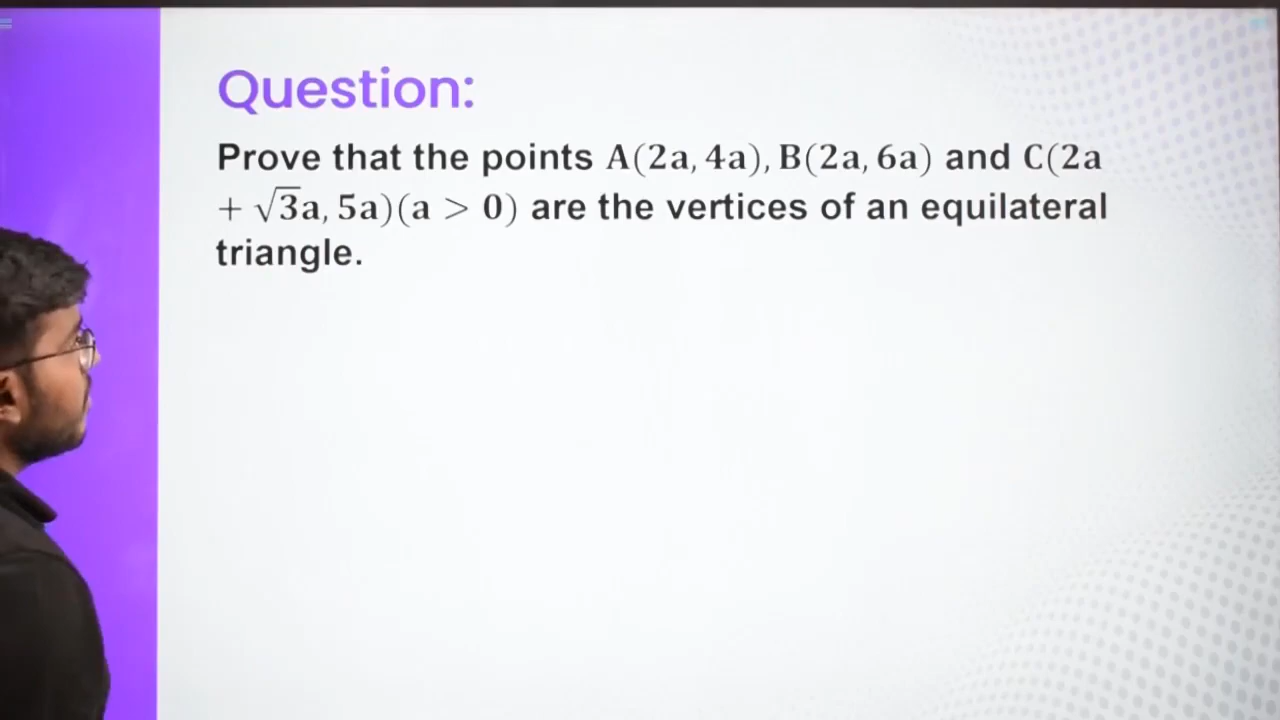 Question:
Prove that the points A(2a, 4a), B(2a, 6a) and C(2a
+ √3a, 5a)(a > 0) are the vertices of an equilateral
triangle.